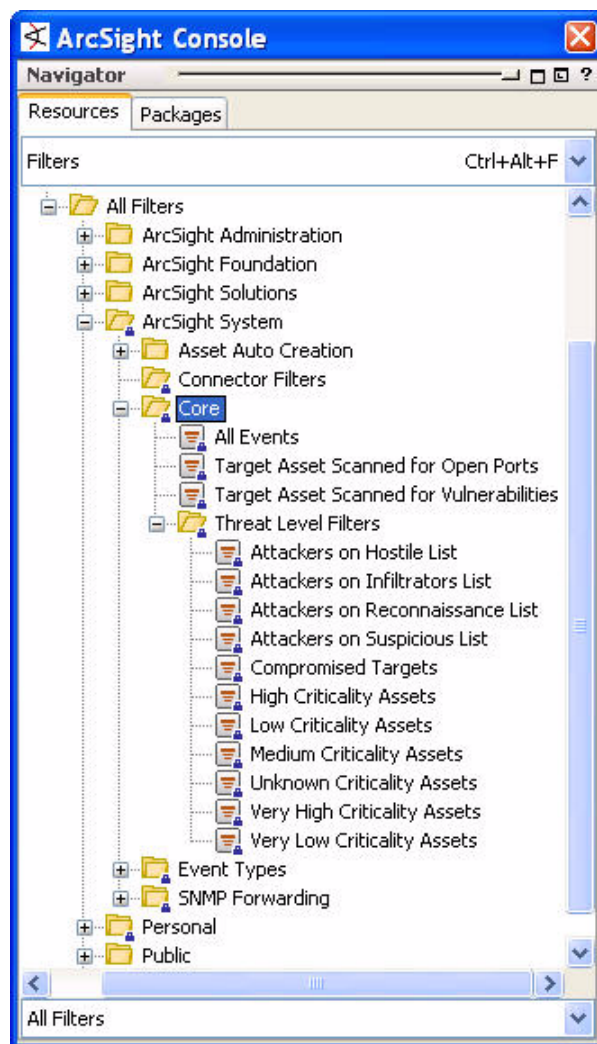 ArcSight Console
Navigator ?
Resources Packages
Filters Ctrl+Alt+F
All Filters
ArcSight Administration
ArcSight Foundation
ArcSight Solutions
ArcSight System
Asset Auto Creation
Connector Filters
Core
All Events
Target Asset Scanned for Open Ports
Target Asset Scanned for Vulnerabilities
Threat Level Filters
Attackers on Hostile List
Attackers on Infiltrators List
Attackers on Reconnaissance List
Attackers on Suspicious List
Compromised Targets
High Criticality Assets
Low Criticality Assets
Medium Criticality Assets
Unknown Criticality Assets
Very High Criticality Assets
Very Low Criticality Assets
Event Types
SNMP Forwarding
Personal
Public
All Filters